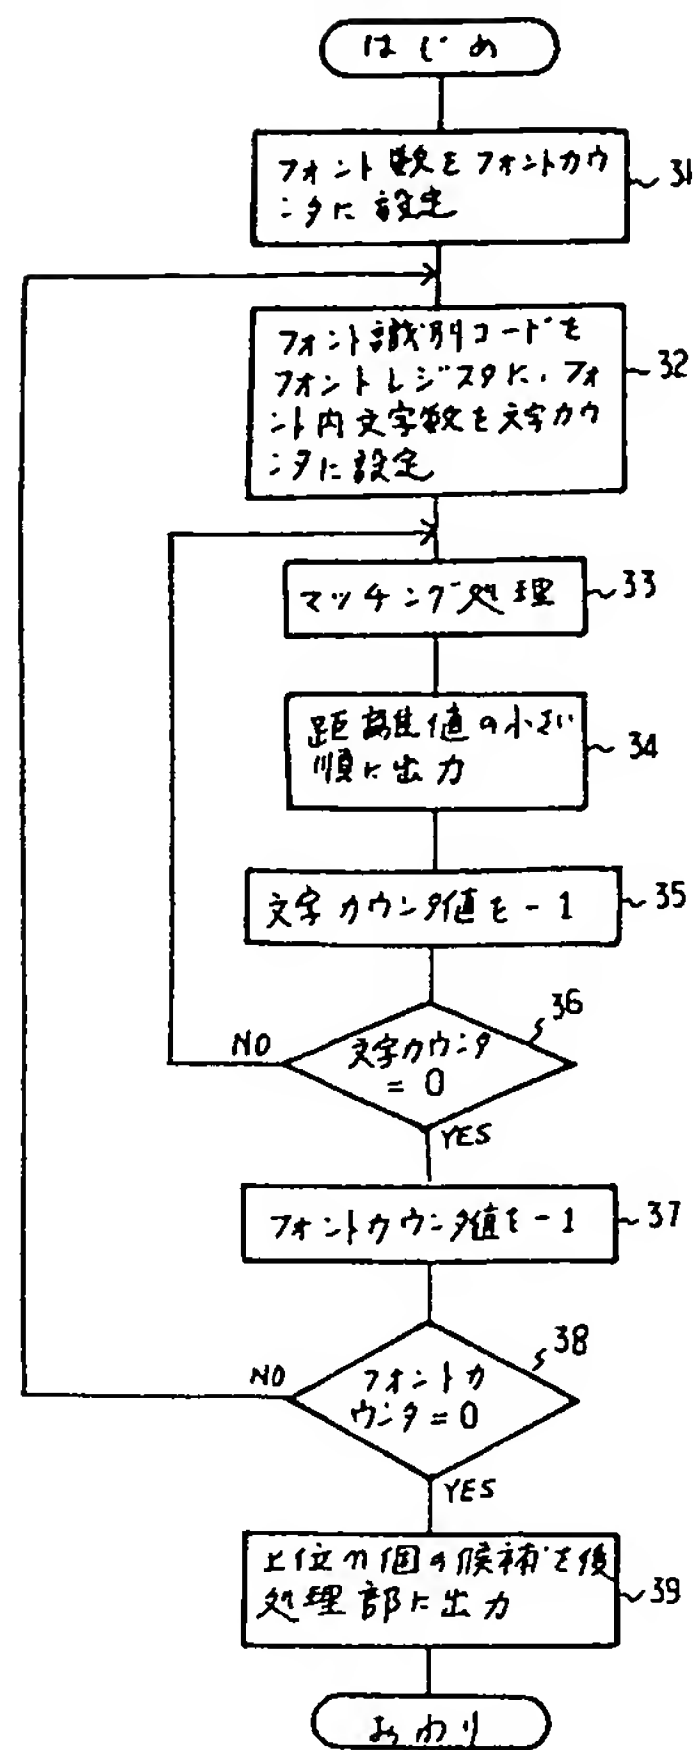 はじめ
フォント数をフォントカウ
ンタに設定
31
フォント識別コードを
フォントレジスタに、フォ
ント内文字数を文字カウ
ンタに設定
32
マッチング処理
33
距離値の小さい
順に出力
34
文字カウンタ値を-1
35
36
文字カウンタ
= 0
NO
YES
フォントカウンタ値を-1
37
38
フォントカ
ウンタ=0
NO
YES
上位n個の候補を後
処理部に出力
39
おわり